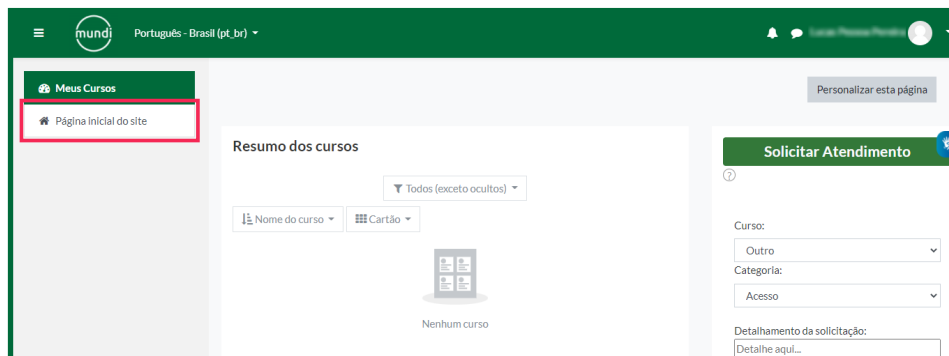 mundi
Português - Brasil (pt_br)
Meus Cursos
Página inicial do site
Personalizar esta página
Resumo dos cursos
Todos (exceto ocultos)
Nome do curso
Cartão
Nenhum curso
Solicitar Atendimento
?
Curso:
Outro
Categoria:
Acesso
Detalhamento da solicitação:
Detalhe aqui...